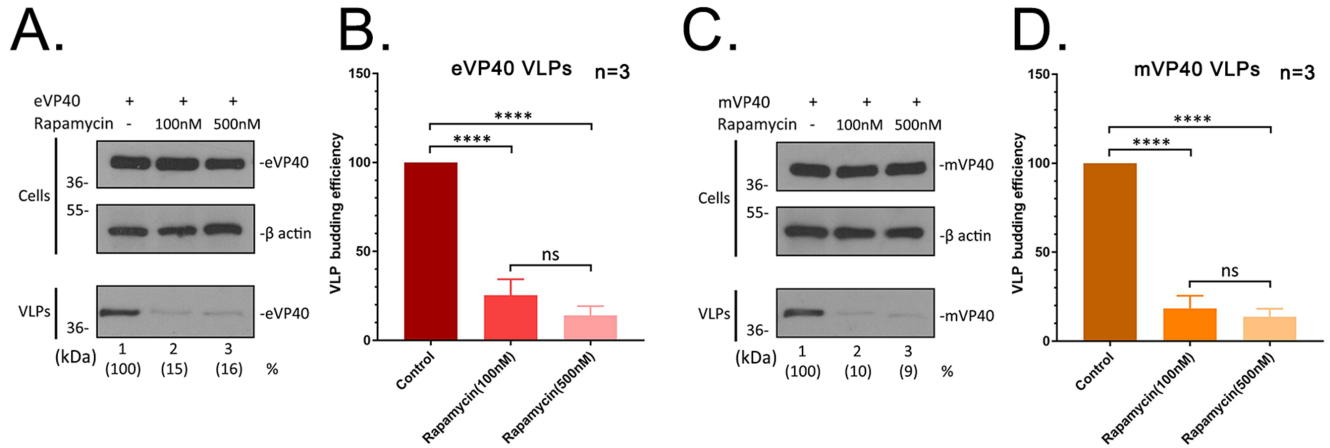 A.
eVP40 + + +
Rapamycin - 100nM 500nM
Cells
-eVP40
36-
55-
-β actin
VLPs
-eVP40
36-
(kDa) 1 2 3
(100) (15) (16) %
B.
eVP40 VLPs n=3
VLP budding efficiency
150
100
50
0
****
****
ns
Control
Rapamycin(100nM)
Rapamycin(500nM)
C.
mVP40 + + +
Rapamycin - 100nM 500nM
Cells
-mVP40
36-
55-
-β actin
VLPs
-mVP40
36-
(kDa) 1 2 3
(100) (10) (9) %
D.
mVP40 VLPs n=3
VLP budding efficiency
150
100
50
0
****
****
ns
Control
Rapamycin(100nM)
Rapamycin(500nM)